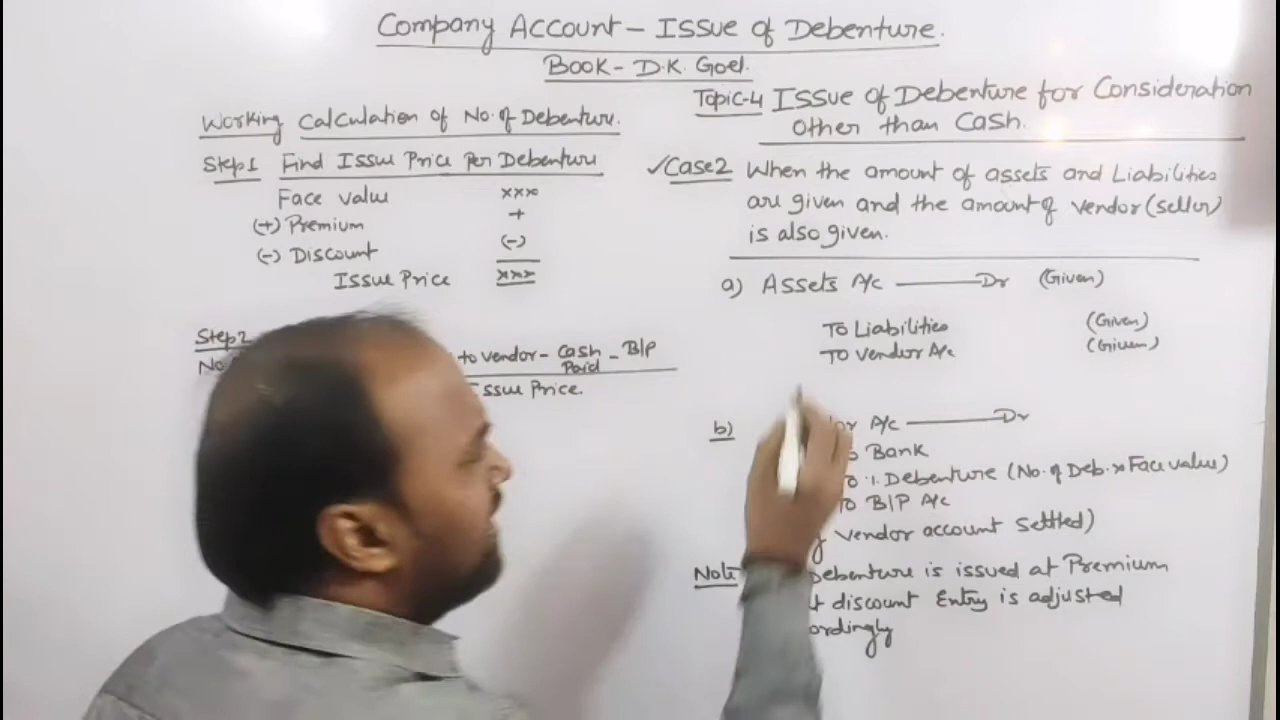 Company Account - Issue of Debenture.
Book - D.K. Goel.
Working Calculation of No. of Debenture.
Step1 Find Issue Price Per Debenture
Face value xxx
(+) Premium +
(-) Discount (-)
Issue Price xxx
Step2
No
to vendor - Cash Paid - B/P
Issue Price.
Topic-4 Issue of Debenture for Consideration
Other than Cash.
✓Case2 When the amount of assets and Liabilities
are given and the amount of vendor (seller)
is also given.
a) Assets A/c ——— Dr (Given)
To Liabilities (Given)
To vendor A/c (Given)
b) A/c ——— Dr
Bank
To %. Debenture (No. of Deb. x Face value)
To B/P A/c
vendor account settled)
Note Debenture is issued at Premium
discount Entry is adjusted